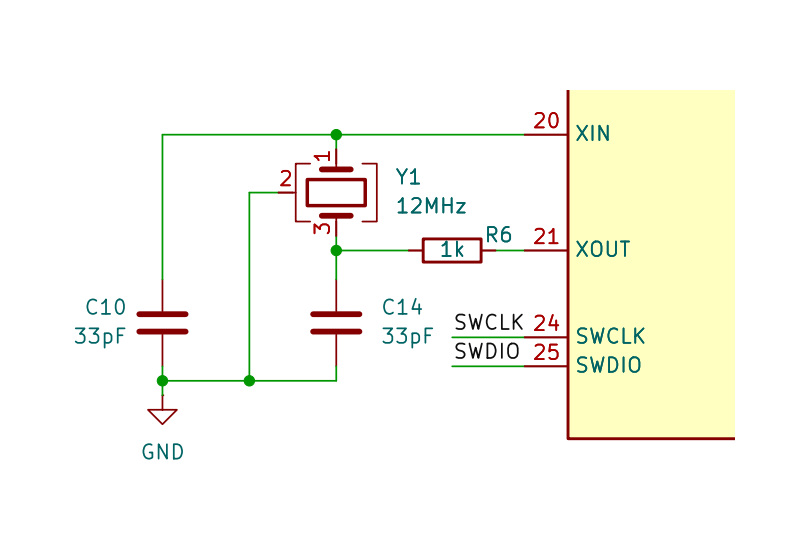 20
XIN
1
2
Y1
12MHz
3
R6
1k
21
XOUT
C10
33pF
C14
33pF
SWCLK
24
SWCLK
SWDIO
25
SWDIO
GND